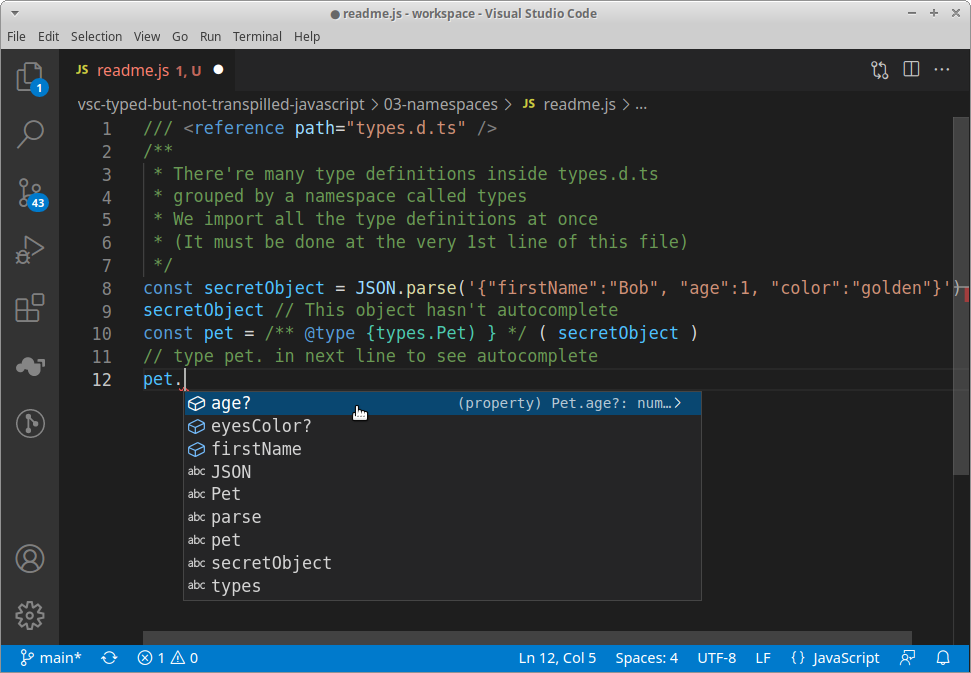 readme.js - workspace - Visual Studio Code
File Edit Selection View Go Run Terminal Help
JS readme.js 1, U
1
vsc-typed-but-not-transpilled-javascript > 03-namespaces > JS readme.js > ...
1 /// <reference path="types.d.ts" />
2 /**
3 * There're many type definitions inside types.d.ts
4 * grouped by a namespace called types
5 * We import all the type definitions at once
6 * (It must be done at the very 1st line of this file)
7 */
43
8 const secretObject = JSON.parse('{"firstName":"Bob", "age":1, "color":"golden"}')
9 secretObject // This object hasn't autocomplete
10 const pet = /** @type {types.Pet) } */ ( secretObject )
11 // type pet. in next line to see autocomplete
12 pet.
age? (property) Pet.age?: num…>
eyesColor?
firstName
abc JSON
abc Pet
abc parse
abc pet
abc secretObject
abc types
main* 1 0 Ln 12, Col 5 Spaces: 4 UTF-8 LF {} JavaScript